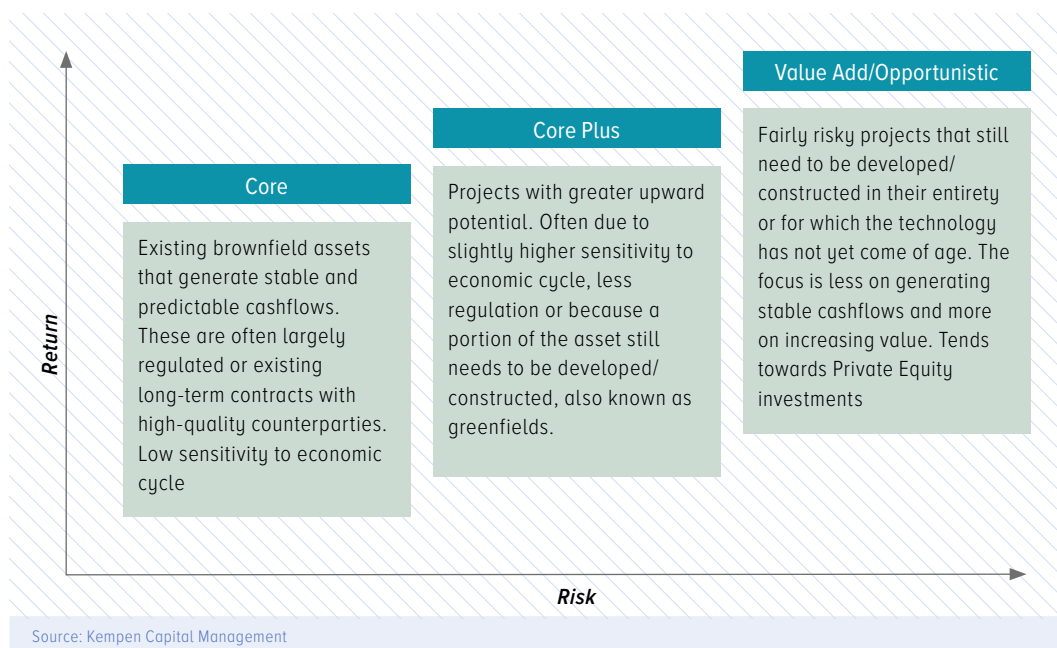 Value Add/Opportunistic
Core Plus
Core
Fairly risky projects that still
need to be developed/
constructed in their entirety
or for which the technology
has not yet come of age. The
focus is less on generating
stable cashflows and more
on increasing value. Tends
towards Private Equity
investments
Projects with greater upward
potential. Often due to
slightly higher sensitivity to
economic cycle, less
regulation or because a
portion of the asset still
needs to be developed/
constructed, also known as
greenfields.
Existing brownfield assets
that generate stable and
predictable cashflows.
These are often largely
regulated or existing
long-term contracts with
high-quality counterparties.
Low sensitivity to economic
cycle
Return
Risk
Source: Kempen Capital Management